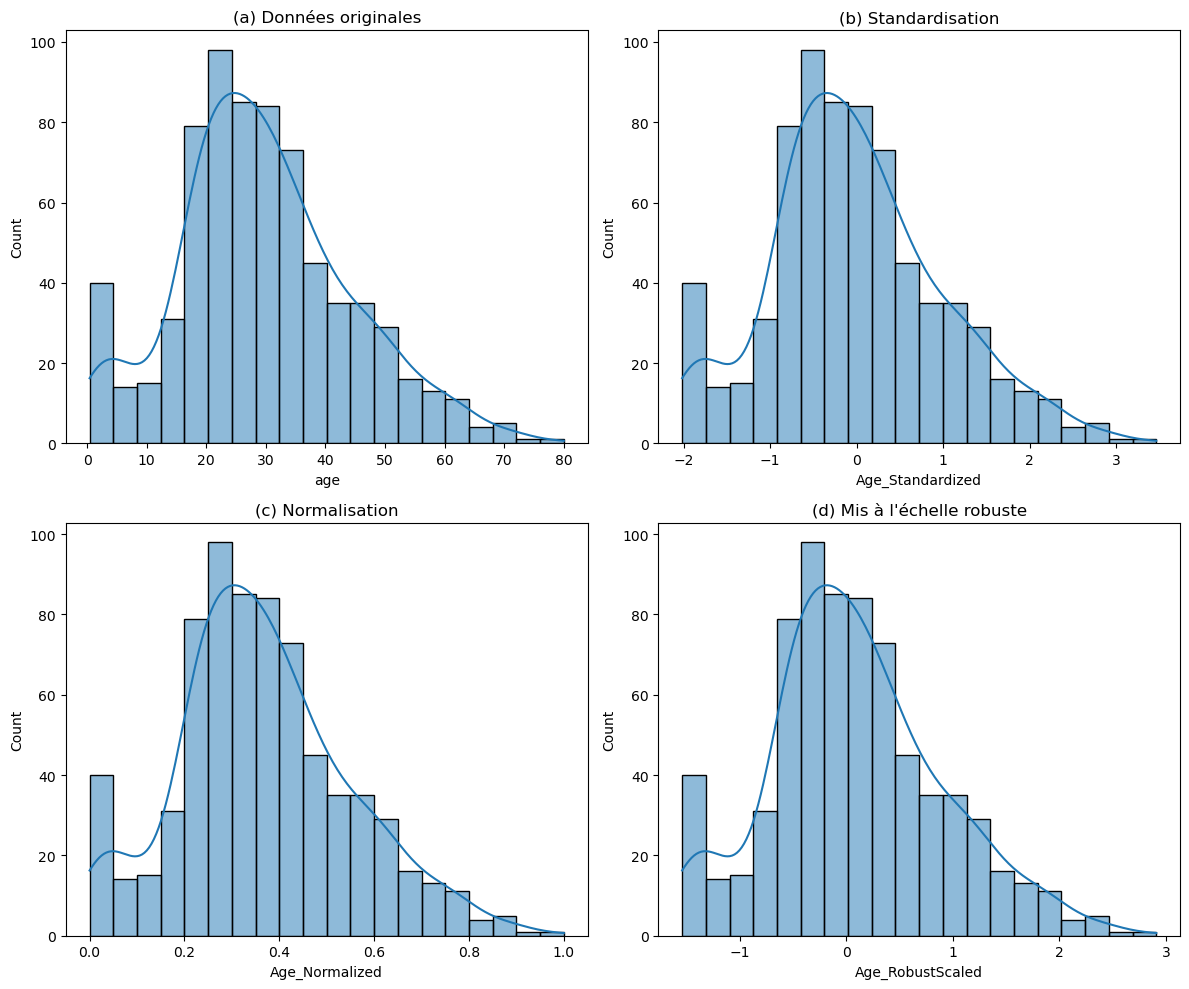 (a) Données originales
100
80
60
40
20
0
Count
0 10 20 30 40 50 60 70 80
age
(b) Standardisation
100
80
60
40
20
0
Count
−2 −1 0 1 2 3
Age_Standardized
(c) Normalisation
100
80
60
40
20
0
Count
0.0 0.2 0.4 0.6 0.8 1.0
Age_Normalized
(d) Mis à l'échelle robuste
100
80
60
40
20
0
Count
−1 0 1 2 3
Age_RobustScaled